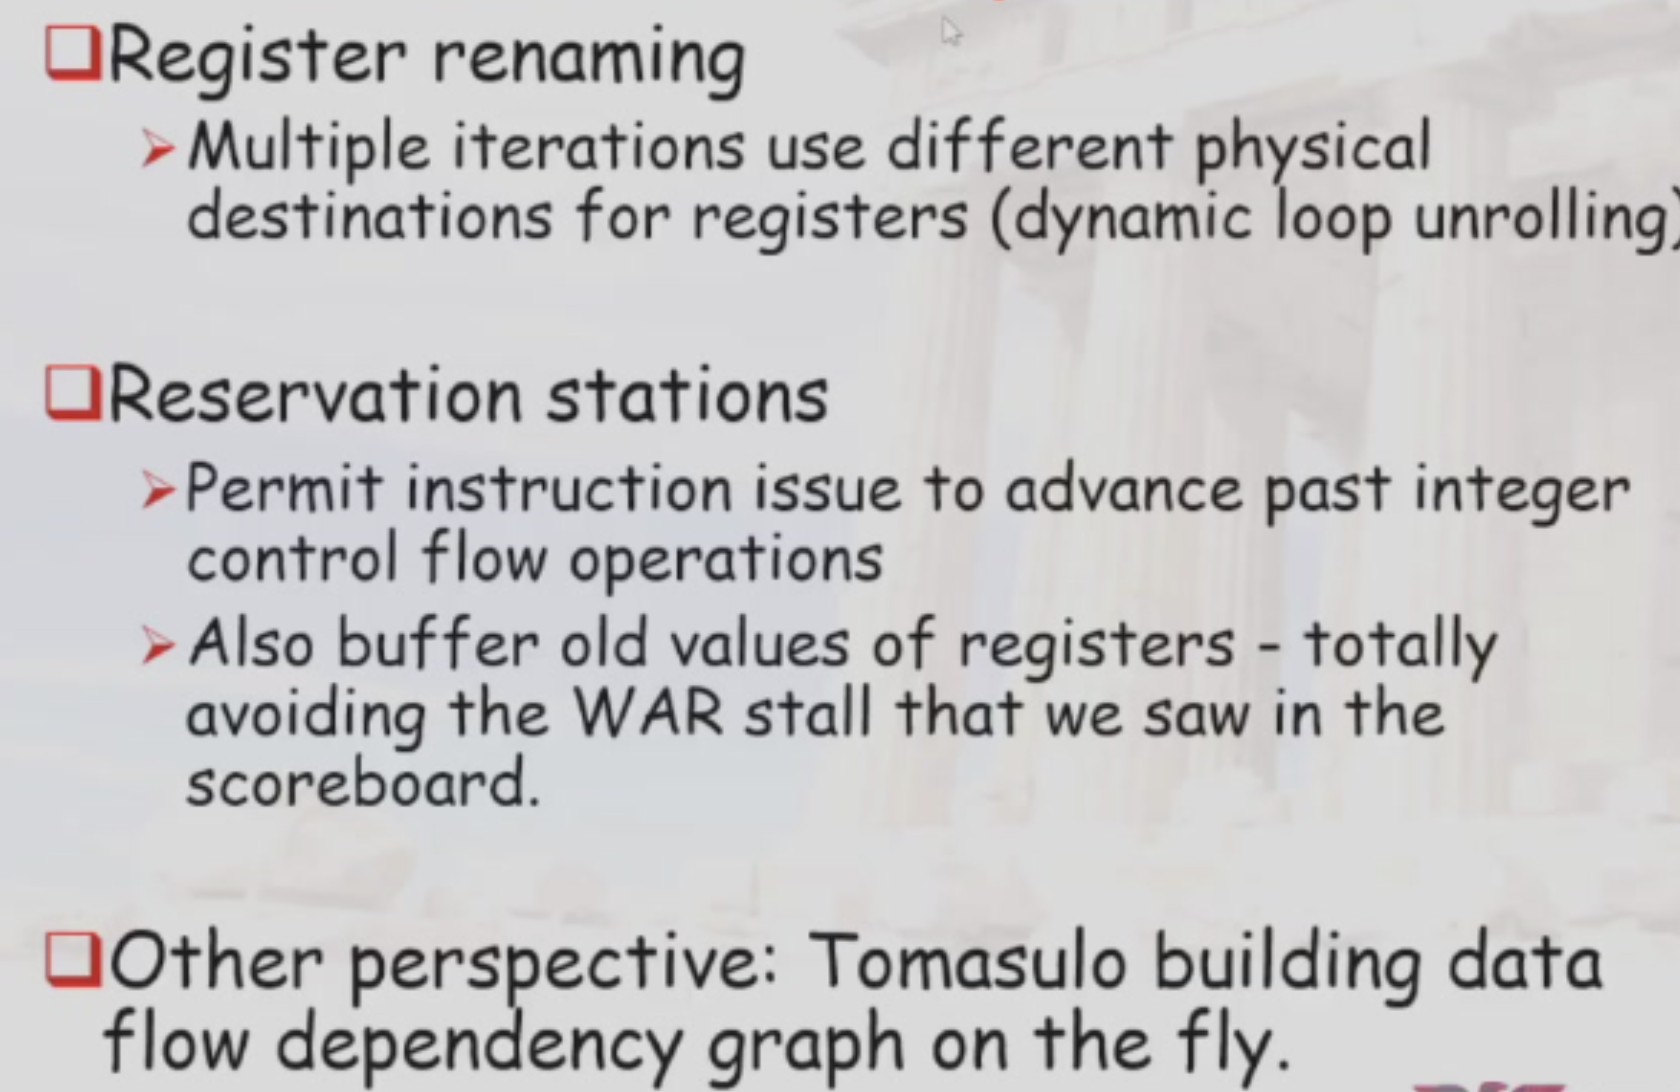 Register renaming
Multiple iterations use different physical
destinations for registers (dynamic loop unrolling)
Reservation stations
Permit instruction issue to advance past integer
control flow operations
Also buffer old values of registers - totally
avoiding the WAR stall that we saw in the
scoreboard.
Other perspective: Tomasulo building data
flow dependency graph on the fly.